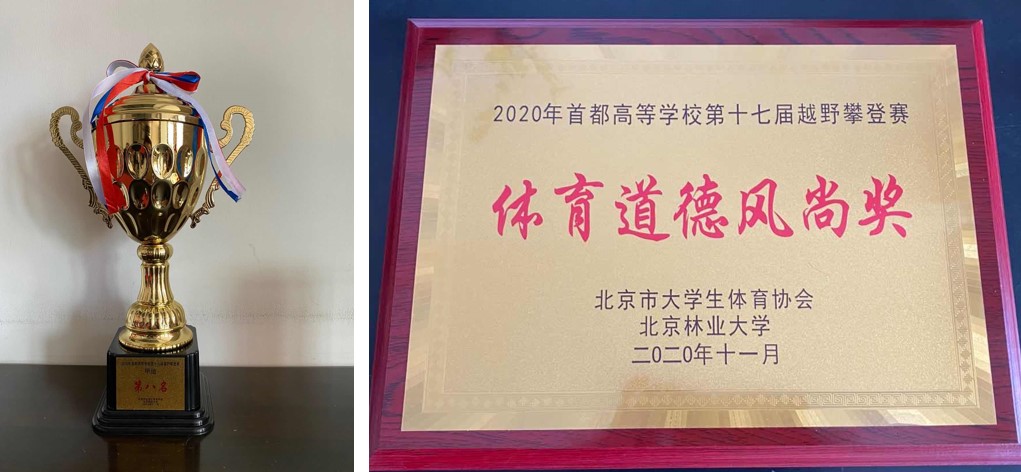 第八名
2020年首都高等学校第十七届越野攀登赛
体育道德风尚奖
北京市大学生体育协会
北京林业大学
二〇二〇年十一月